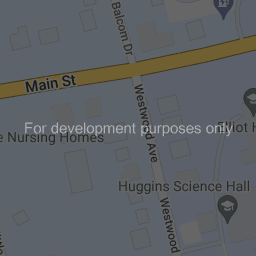 Balcom Dr
Main St
Westwood Ave
For development purposes only
Elliot H
e Nursing Homes
Huggins Science Hall
Westwood